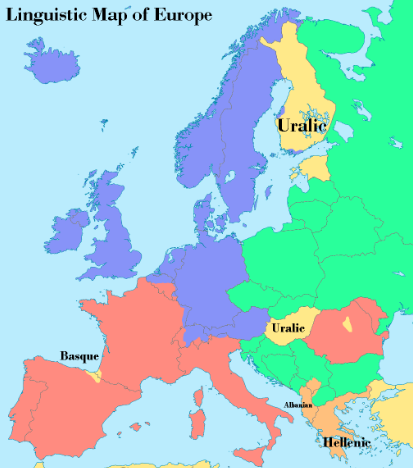 Linguistic Map of Europe
Uralic
Uralic
Basque
Albanian
Hellenic